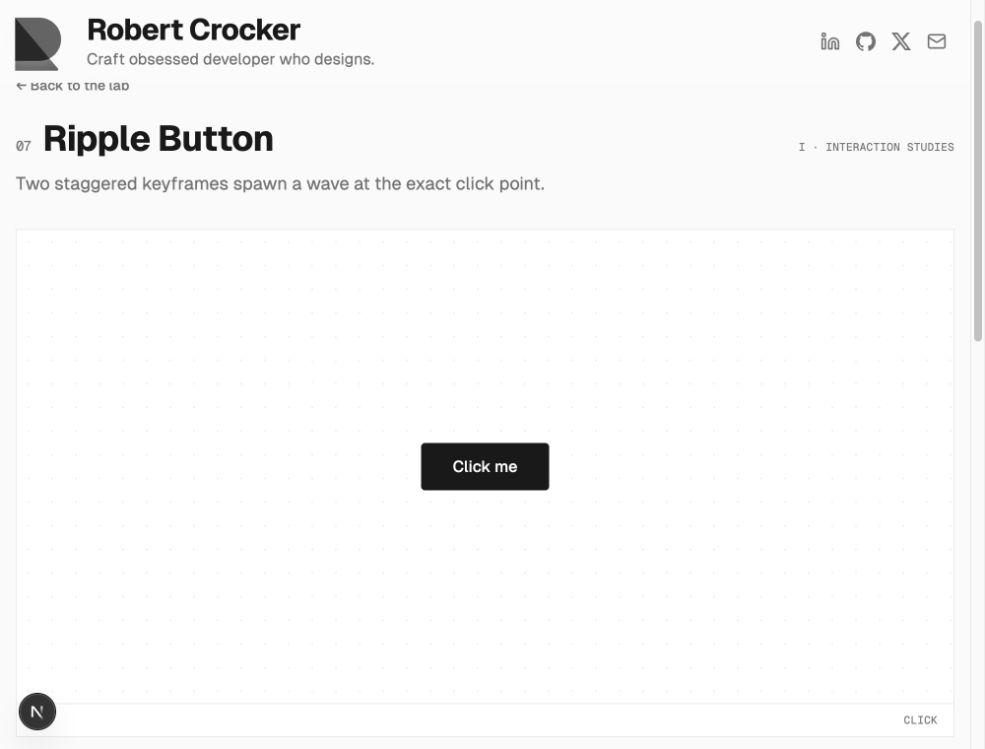 Robert Crocker
Craft obsessed developer who designs.
← Back to the lab
07 Ripple Button
I · INTERACTION STUDIES
Two staggered keyframes spawn a wave at the exact click point.
Click me
N
CLICK